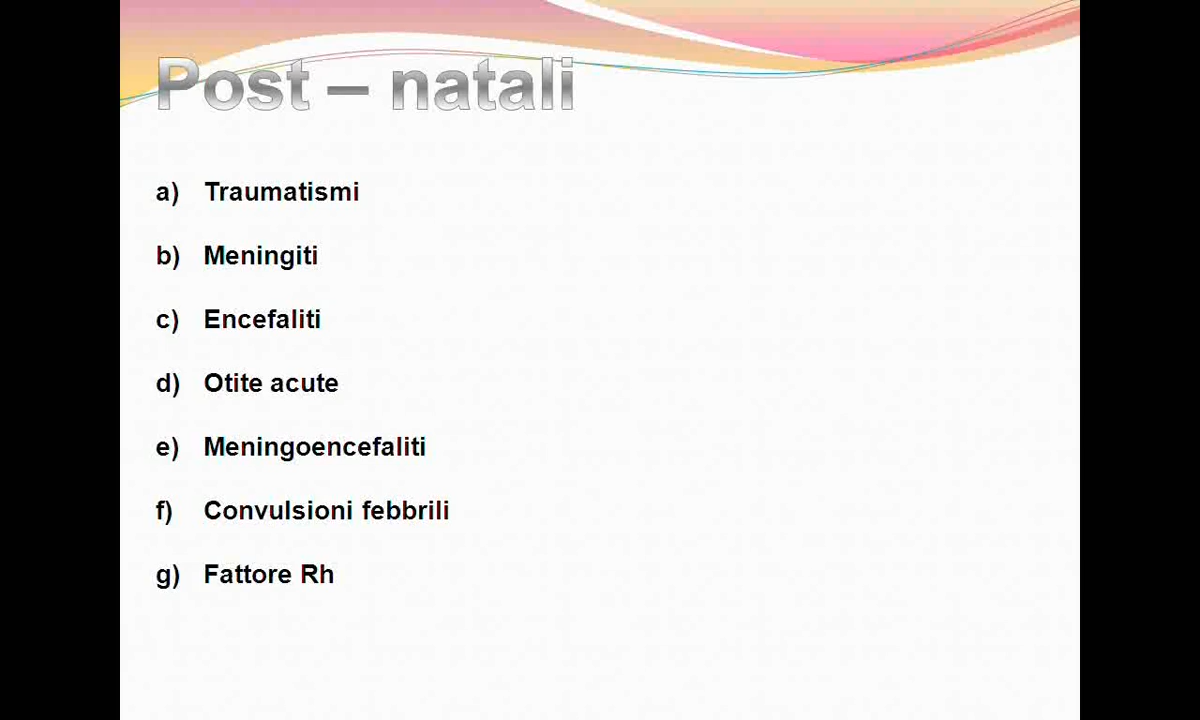 Post – natali
a) Traumatismi
b) Meningiti
c) Encefaliti
d) Otite acute
e) Meningoencefaliti
f) Convulsioni febbrili
g) Fattore Rh